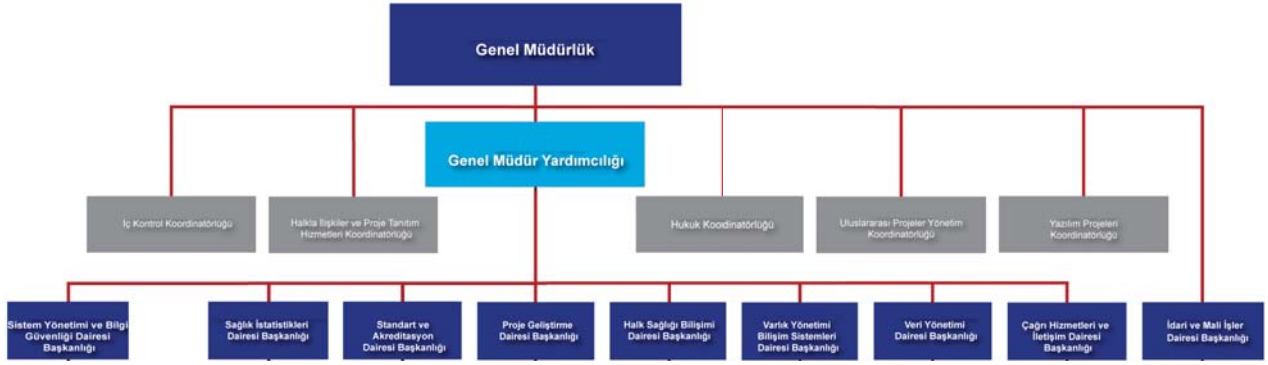 Genel Müdürlük
Genel Müdür Yardımcılığı
İç Kontrol Koordinatörlüğü
Halkla İlişkiler ve Proje Tanıtım
Hizmetleri Koordinatörlüğü
Hukuk Koordinatörlüğü
Uluslararası Projeler Yönetim
Koordinatörlüğü
Yazılım Projeleri
Koordinatörlüğü
Sistem Yönetimi ve Bilgi
Güvenliği Dairesi
Başkanlığı
Sağlık İstatistikleri
Dairesi Başkanlığı
Standart ve
Akreditasyon
Dairesi Başkanlığı
Proje Geliştirme
Dairesi Başkanlığı
Halk Sağlığı Bilişimi
Dairesi Başkanlığı
Varlık Yönetimi
Bilişim Sistemleri
Dairesi Başkanlığı
Veri Yönetimi
Dairesi Başkanlığı
Çağrı Hizmetleri ve
İletişim Dairesi
Başkanlığı
İdari ve Mali İşler
Dairesi Başkanlığı